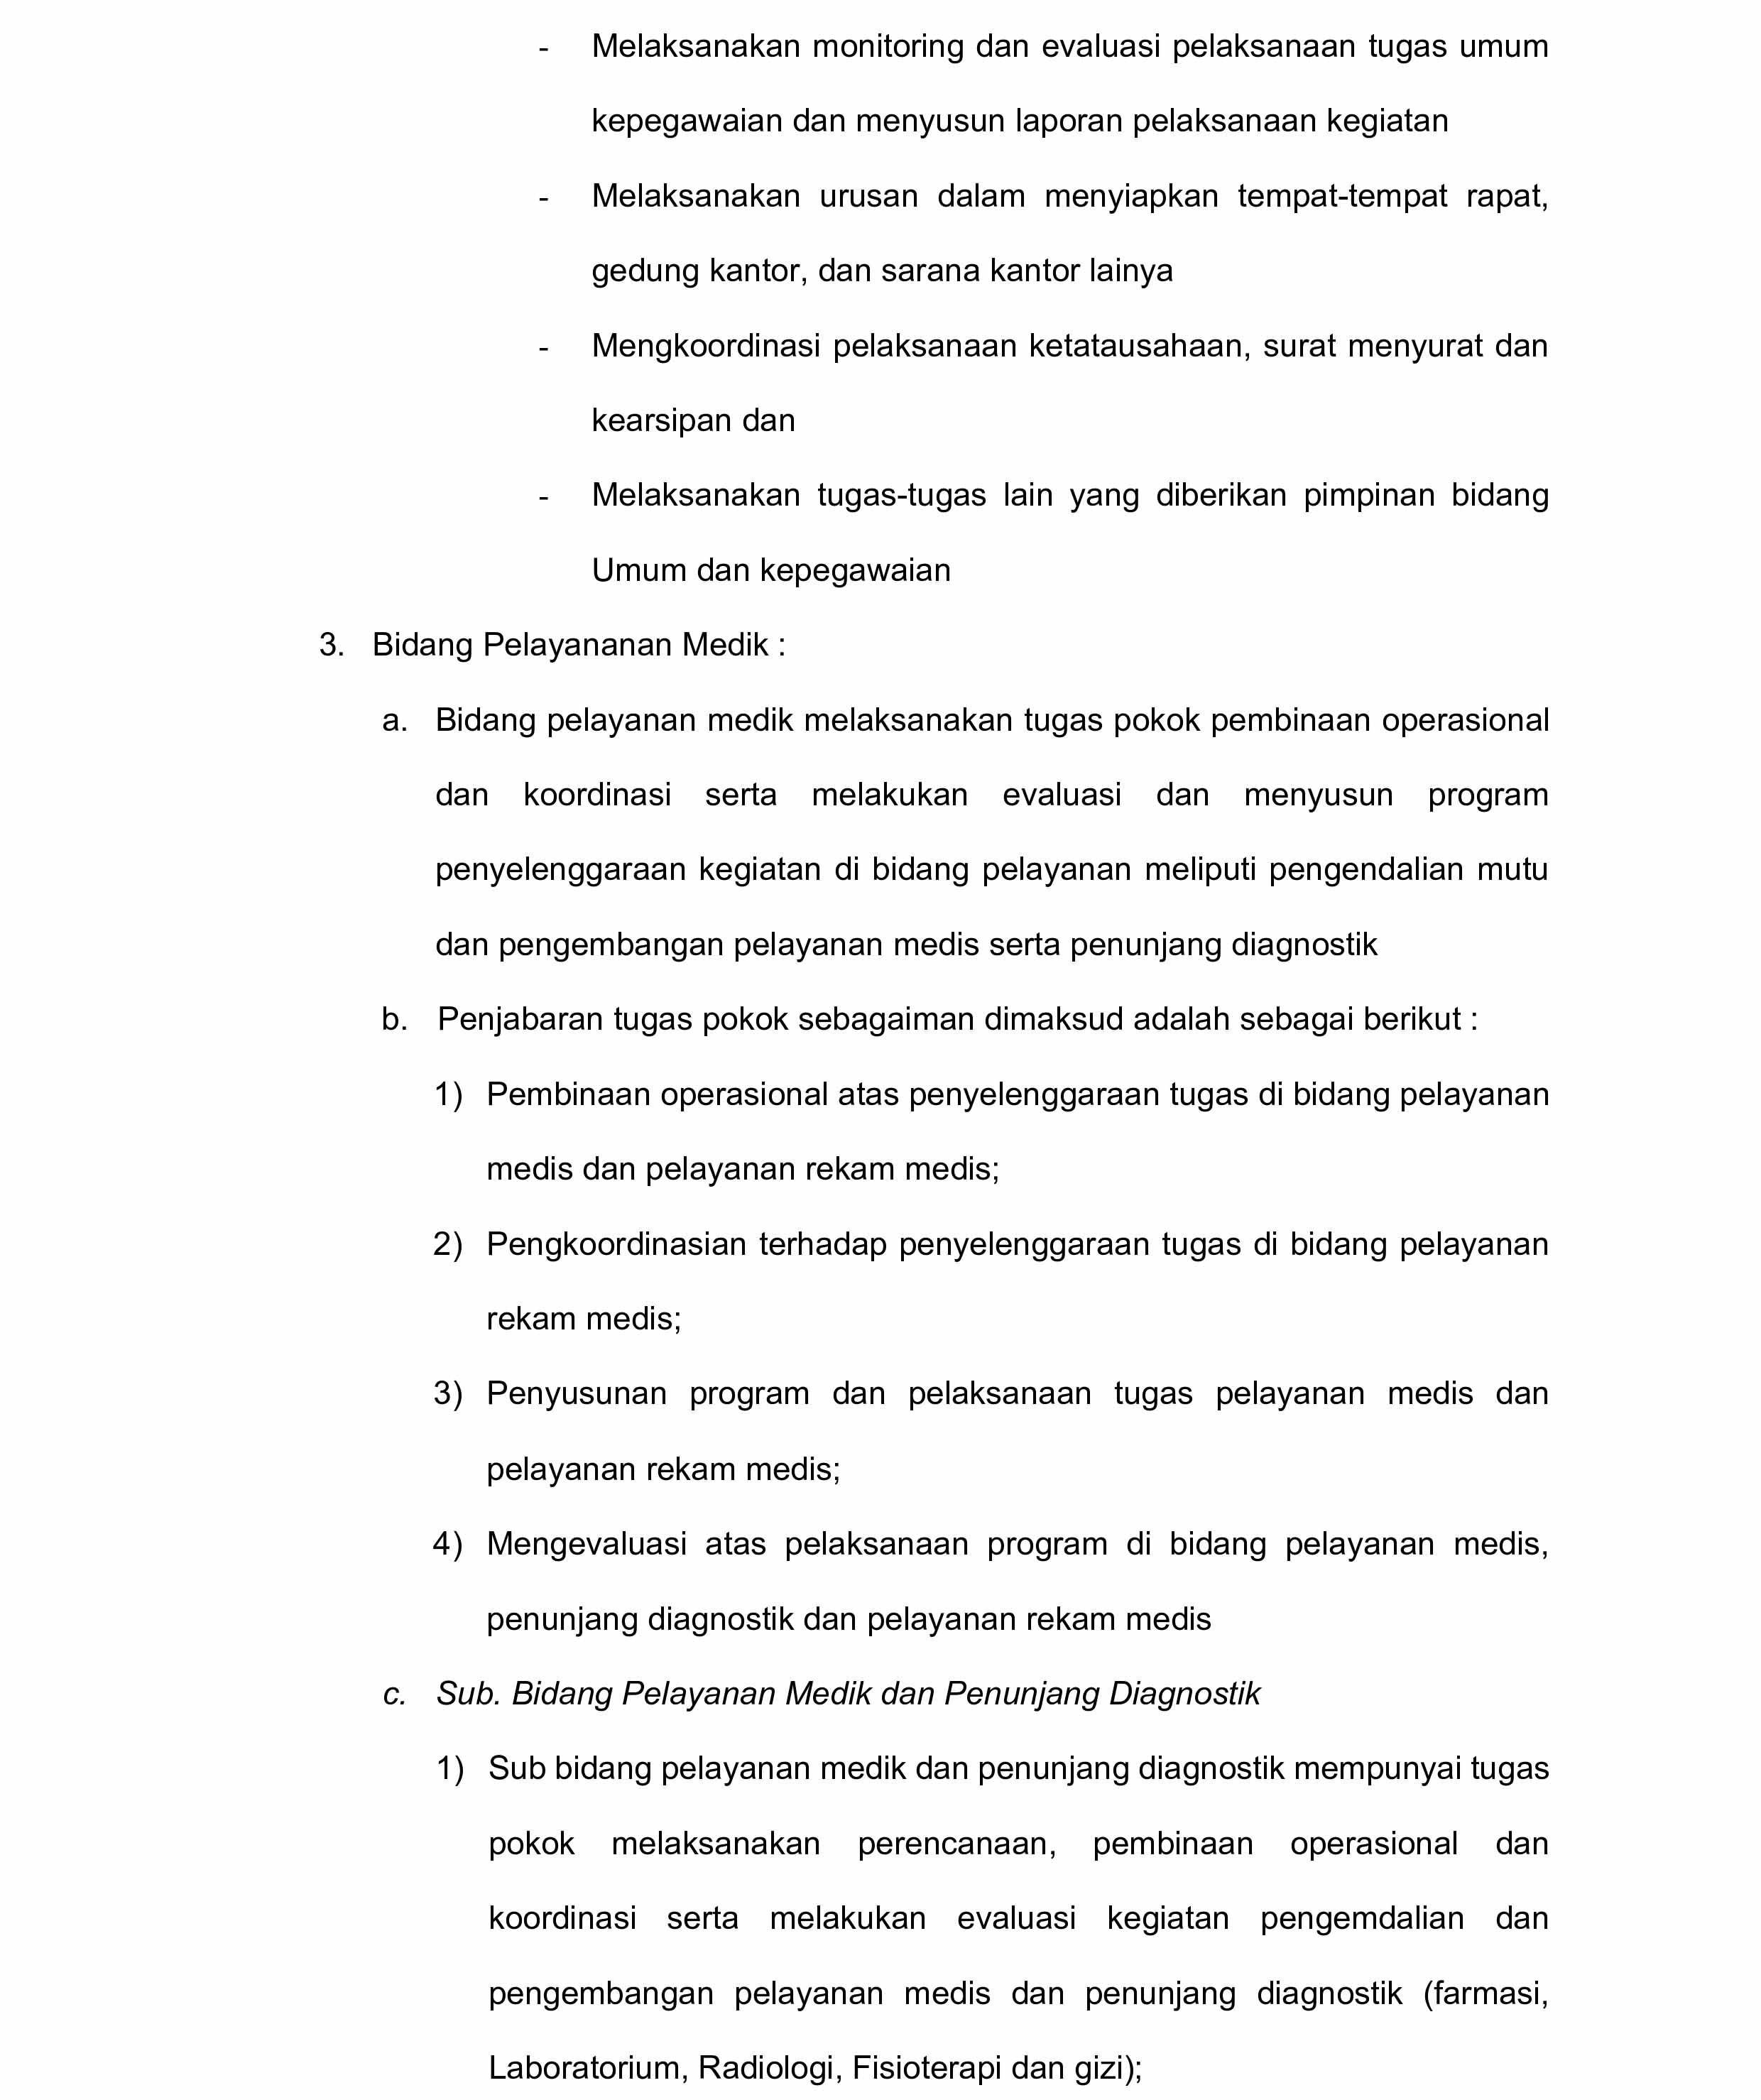 - Melaksanakan monitoring dan evaluasi pelaksanaan tugas umum
kepegawaian dan menyusun laporan pelaksanaan kegiatan
- Melaksanakan urusan dalam menyiapkan tempat-tempat rapat,
gedung kantor, dan sarana kantor lainya
- Mengkoordinasi pelaksanaan ketatausahaan, surat menyurat dan
kearsipan dan
- Melaksanakan tugas-tugas lain yang diberikan pimpinan bidang
Umum dan kepegawaian
3. Bidang Pelayananan Medik :
a. Bidang pelayanan medik melaksanakan tugas pokok pembinaan operasional
dan koordinasi serta melakukan evaluasi dan menyusun program
penyelenggaraan kegiatan di bidang pelayanan meliputi pengendalian mutu
dan pengembangan pelayanan medis serta penunjang diagnostik
b. Penjabaran tugas pokok sebagaiman dimaksud adalah sebagai berikut :
1) Pembinaan operasional atas penyelenggaraan tugas di bidang pelayanan
medis dan pelayanan rekam medis;
2) Pengkoordinasian terhadap penyelenggaraan tugas di bidang pelayanan
rekam medis;
3) Penyusunan program dan pelaksanaan tugas pelayanan medis dan
pelayanan rekam medis;
4) Mengevaluasi atas pelaksanaan program di bidang pelayanan medis,
penunjang diagnostik dan pelayanan rekam medis
c. Sub. Bidang Pelayanan Medik dan Penunjang Diagnostik
1) Sub bidang pelayanan medik dan penunjang diagnostik mempunyai tugas
pokok melaksanakan perencanaan, pembinaan operasional dan
koordinasi serta melakukan evaluasi kegiatan pengemdalian dan
pengembangan pelayanan medis dan penunjang diagnostik (farmasi,
Laboratorium, Radiologi, Fisioterapi dan gizi);